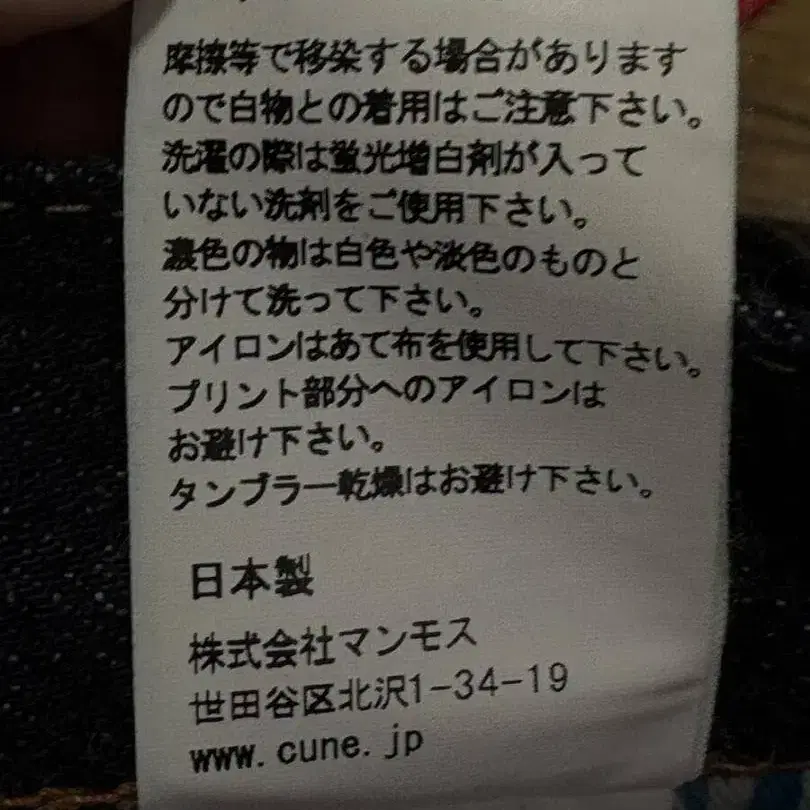 摩擦等で移染する場合があります
ので白物との着用はご注意下さい。
洗濯の際は蛍光増白剤が入って
いない洗剤をご使用下さい。
濃色の物は白色や淡色のものと
分けて洗って下さい。
アイロンはあて布を使用して下さい。
プリント部分へのアイロンは
お避け下さい。
タンブラー乾燥はお避け下さい。
日本製
株式会社マンモス
世田谷区北沢1-34-19
www.cune.jp